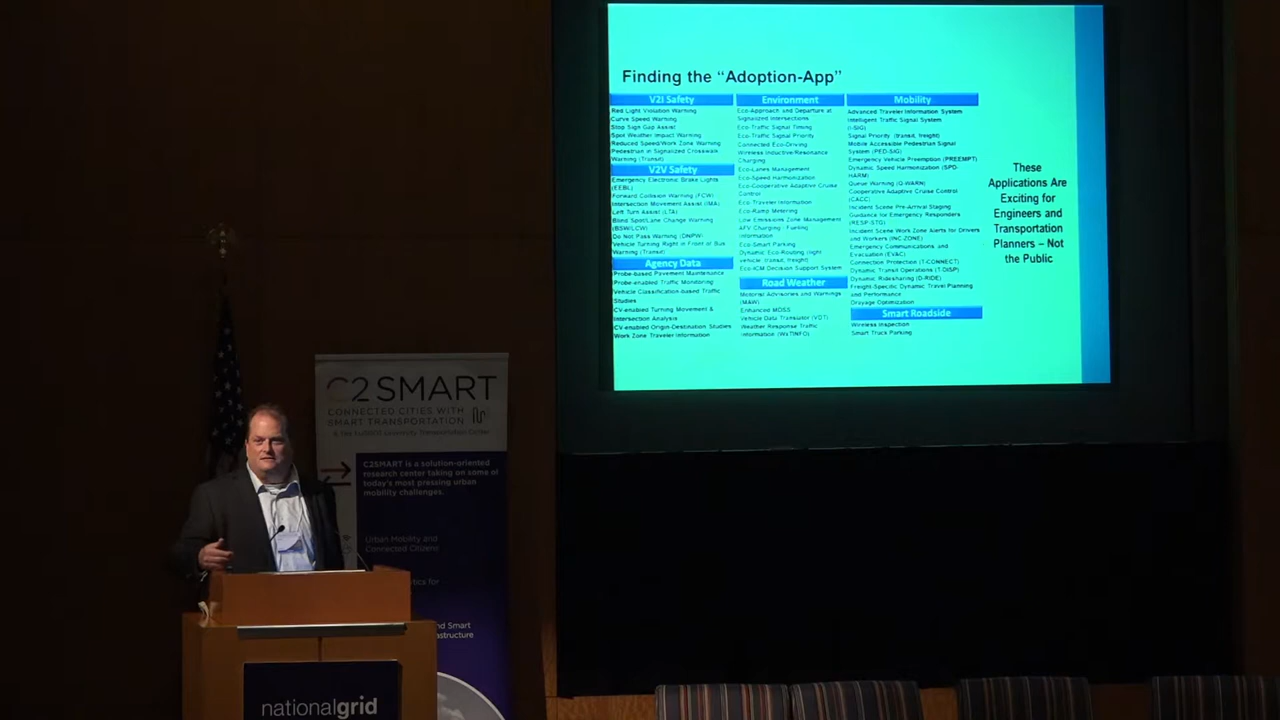 Finding the "Adoption-App"
V2I Safety
Red Light Violation Warning
Curve Speed Warning
Stop Sign Gap Assist
Spot Weather Impact Warning
Reduced Speed/Work Zone Warning
Pedestrian in Signalized Crosswalk
Warning (Transit)
V2V Safety
Emergency Electronic Brake Lights
(EEBL)
Forward Collision Warning (FCW)
Intersection Movement Assist (IMA)
Left Turn Assist (LTA)
Blind Spot/Lane Change Warning
(BSW/LCW)
Do Not Pass Warning (DNPW)
Vehicle Turning Right in Front of Bus
Warning (Transit)
Agency Data
Probe-based Pavement Maintenance
Probe-enabled Traffic Monitoring
Vehicle Classification-based Traffic
Studies
CV-enabled Turning Movement &
Intersection Analysis
CV-enabled Origin-Destination Studies
Work Zone Traveler Information
Environment
Eco-Approach and Departure at
Signalized Intersections
Eco-Traffic Signal Timing
Eco-Traffic Signal Priority
Connected Eco-Driving
Wireless Inductive/Resonance
Charging
Eco-Lanes Management
Eco-Speed Harmonization
Eco-Cooperative Adaptive Cruise
Control
Eco-Traveler Information
Eco-Ramp Metering
Low Emissions Zone Management
AFV Charging / Fueling
Information
Eco-Smart Parking
Dynamic Eco-Routing (light
vehicle, transit, freight)
Eco-ICM Decision Support System
Road Weather
Motorist Advisories and Warnings
(MAW)
Enhanced MDSS
Vehicle Data Translator (VDT)
Weather Response Traffic
Information (WxTINFO)
Mobility
Advanced Traveler Information System
Intelligent Traffic Signal System
(I-SIG)
Signal Priority (transit, freight)
Mobile Accessible Pedestrian Signal
System (PED-SIG)
Emergency Vehicle Preemption (PREEMPT)
Dynamic Speed Harmonization (SPD-
HARM)
Queue Warning (Q-WARN)
Cooperative Adaptive Cruise Control
(CACC)
Incident Scene Pre-Arrival Staging
Guidance for Emergency Responders
(RESP-STG)
Incident Scene Work Zone Alerts for Drivers
and Workers (INC-ZONE)
Emergency Communications and
Evacuation (EVAC)
Connection Protection (T-CONNECT)
Dynamic Transit Operations (T-DISP)
Dynamic Ridesharing (D-RIDE)
Freight-Specific Dynamic Travel Planning
and Performance
Drayage Optimization
Smart Roadside
Wireless Inspection
Smart Truck Parking
These
Applications Are
Exciting for
Engineers and
Transportation
Planners – Not
the Public
C2SMART
CONNECTED CITIES WITH
SMART TRANSPORTATION
University Transportation Center
C2SMART is a solution-oriented
research center taking on some of
today's most pressing urban
mobility challenges.
Urban Mobility and
Connected Citizens
for
nd Smart
astructure
nationalgrid